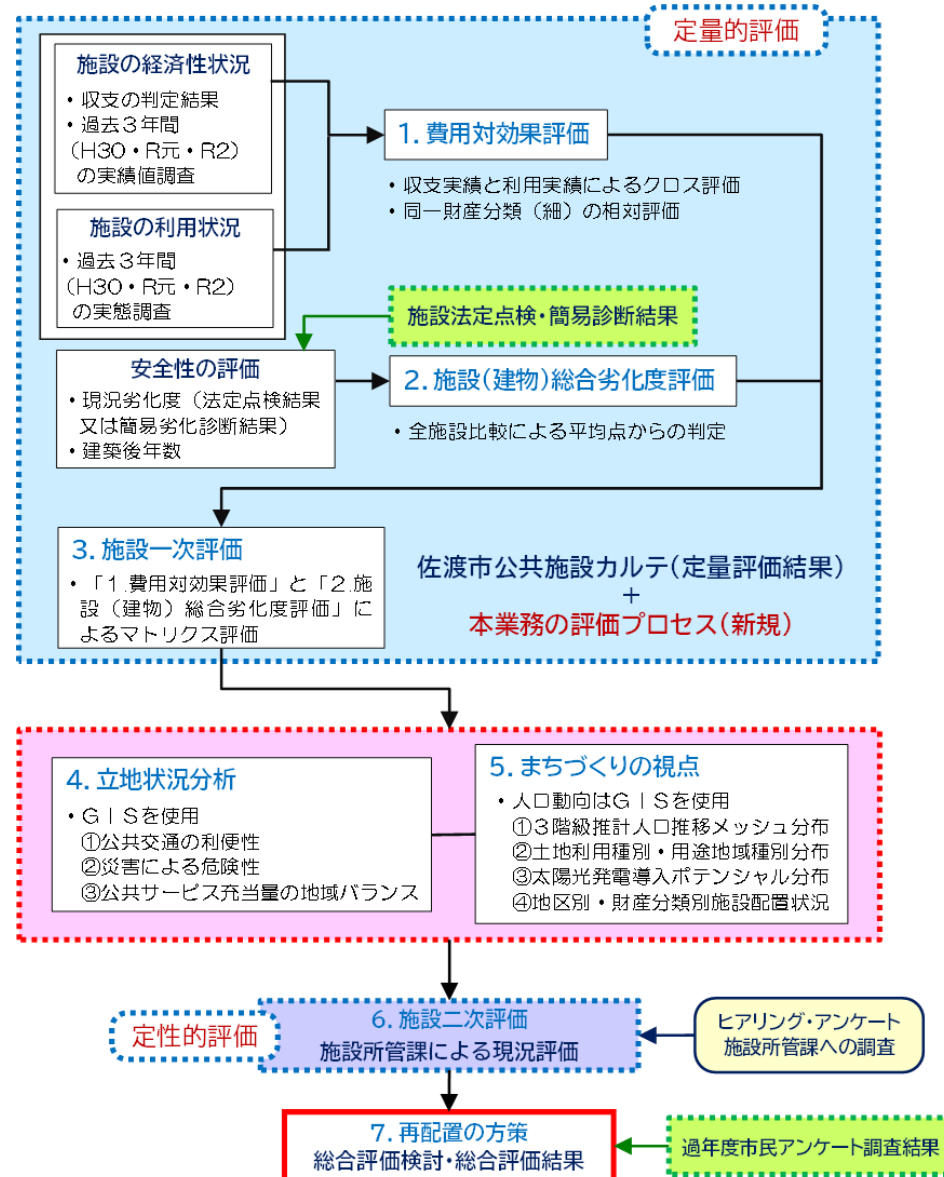 定量的評価
施設の経済性状況
・収支の判定結果
・過去３年間
(H30・R元・R2)
の実績値調査
1. 費用対効果評価
・収支実績と利用実績によるクロス評価
・同一財産分類（細）の相対評価
施設の利用状況
・過去３年間
(H30・R元・R2)
の実態調査
施設法定点検・簡易診断結果
安全性の評価
・現況劣化度（法定点検結果
又は簡易劣化診断結果）
・建築後年数
2. 施設(建物)総合劣化度評価
・全施設比較による平均点からの判定
3. 施設一次評価
・「１.費用対効果評価」と「２.施
設（建物）総合劣化度評価」に
よるマトリクス評価
佐渡市公共施設カルテ(定量評価結果)
+
本業務の評価プロセス(新規)
4. 立地状況分析
・ＧＩＳを使用
①公共交通の利便性
②災害による危険性
③公共サービス充当量の地域バランス
5. まちづくりの視点
・人口動向はＧＩＳを使用
①３階級推計人口推移メッシュ分布
②土地利用種別・用途地域種別分布
③太陽光発電導入ポテンシャル分布
④地区別・財産分類別施設配置状況
定性的評価
6. 施設二次評価
施設所管課による現況評価
ヒアリング・アンケート
施設所管課への調査
7. 再配置の方策
総合評価検討・総合評価結果
過年度市民アンケート調査結果